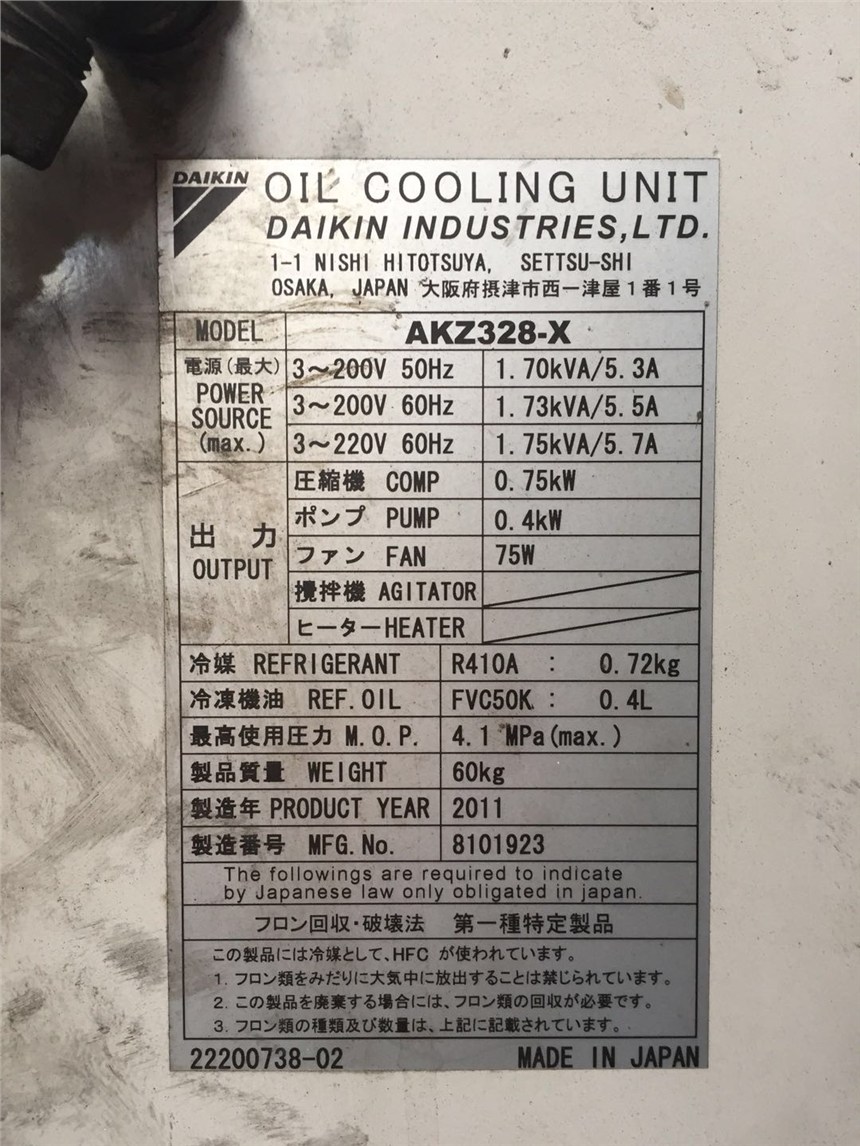 DAIKIN
OIL COOLING UNIT
DAIKIN INDUSTRIES,LTD.
1-1 NISHI HITOTSUYA, SETTSU-SHI
OSAKA, JAPAN 大阪府摂津市西一津屋1番1号
MODEL AKZ328-X
電源(最大) POWER SOURCE (max.)
3～200V 50Hz 1.70kVA/5.3A
3～200V 60Hz 1.73kVA/5.5A
3～220V 60Hz 1.75kVA/5.7A
出力 OUTPUT
圧縮機 COMP 0.75kW
ポンプ PUMP 0.4kW
ファン FAN 75W
攪拌機 AGITATOR
ヒーター HEATER
冷媒 REFRIGERANT R410A : 0.72kg
冷凍機油 REF.OIL FVC50K : 0.4L
最高使用圧力 M.O.P. 4.1 MPa(max.)
製品質量 WEIGHT 60kg
製造年 PRODUCT YEAR 2011
製造番号 MFG.No. 8101923
The followings are required to indicate
by Japanese law only obligated in japan.
フロン回収・破壊法 第一種特定製品
この製品には冷媒として、HFC が使われています。
1. フロン類をみだりに大気中に放出することは禁じられています。
2. この製品を廃棄する場合には、フロン類の回収が必要です。
3. フロン類の種類及び数量は、上記に記載されています。
22200738-02 MADE IN JAPAN